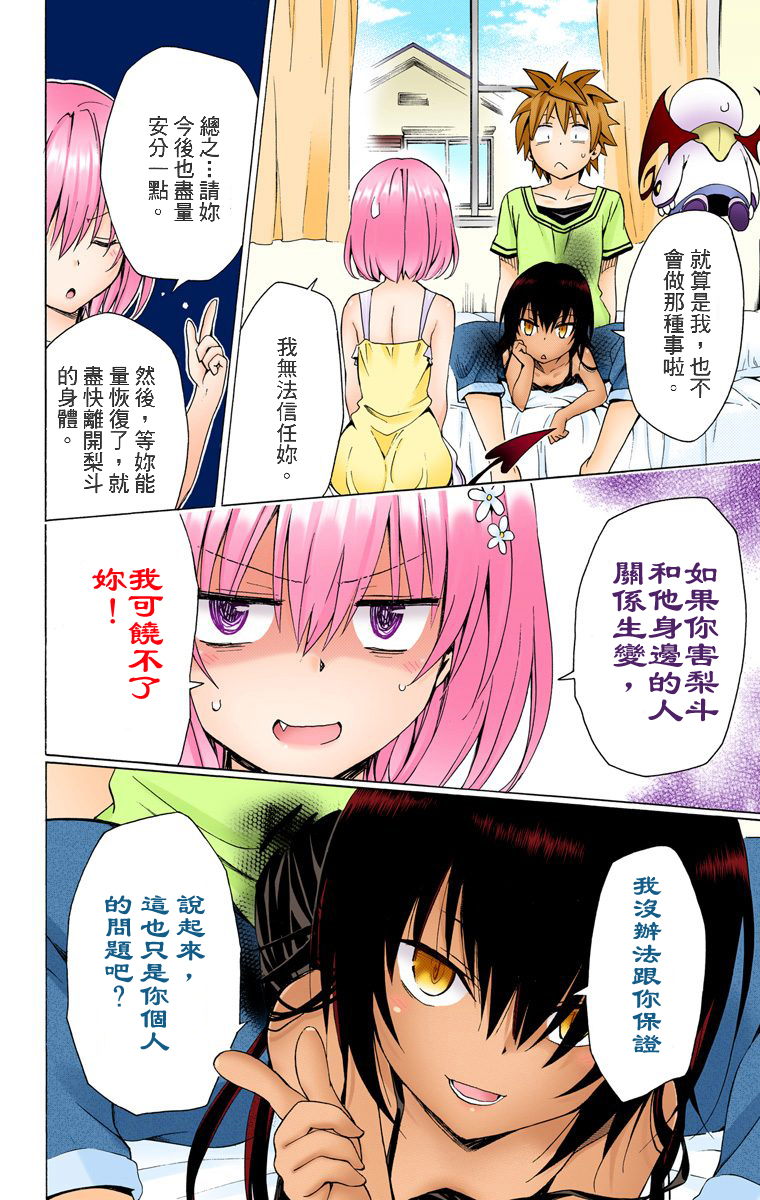 就算是我，也不
會做那種事啦。
我無法信任妳。
總之…請妳
今後也盡量
安分一點。
然後，等妳能
量恢復了，就
盡快離開梨斗
的身體。
如果你害梨斗
和他身邊的人
關係生變，
我可饒不了
妳！
我沒辦法跟你保證
說起來，
這也只是你個人
的問題吧？